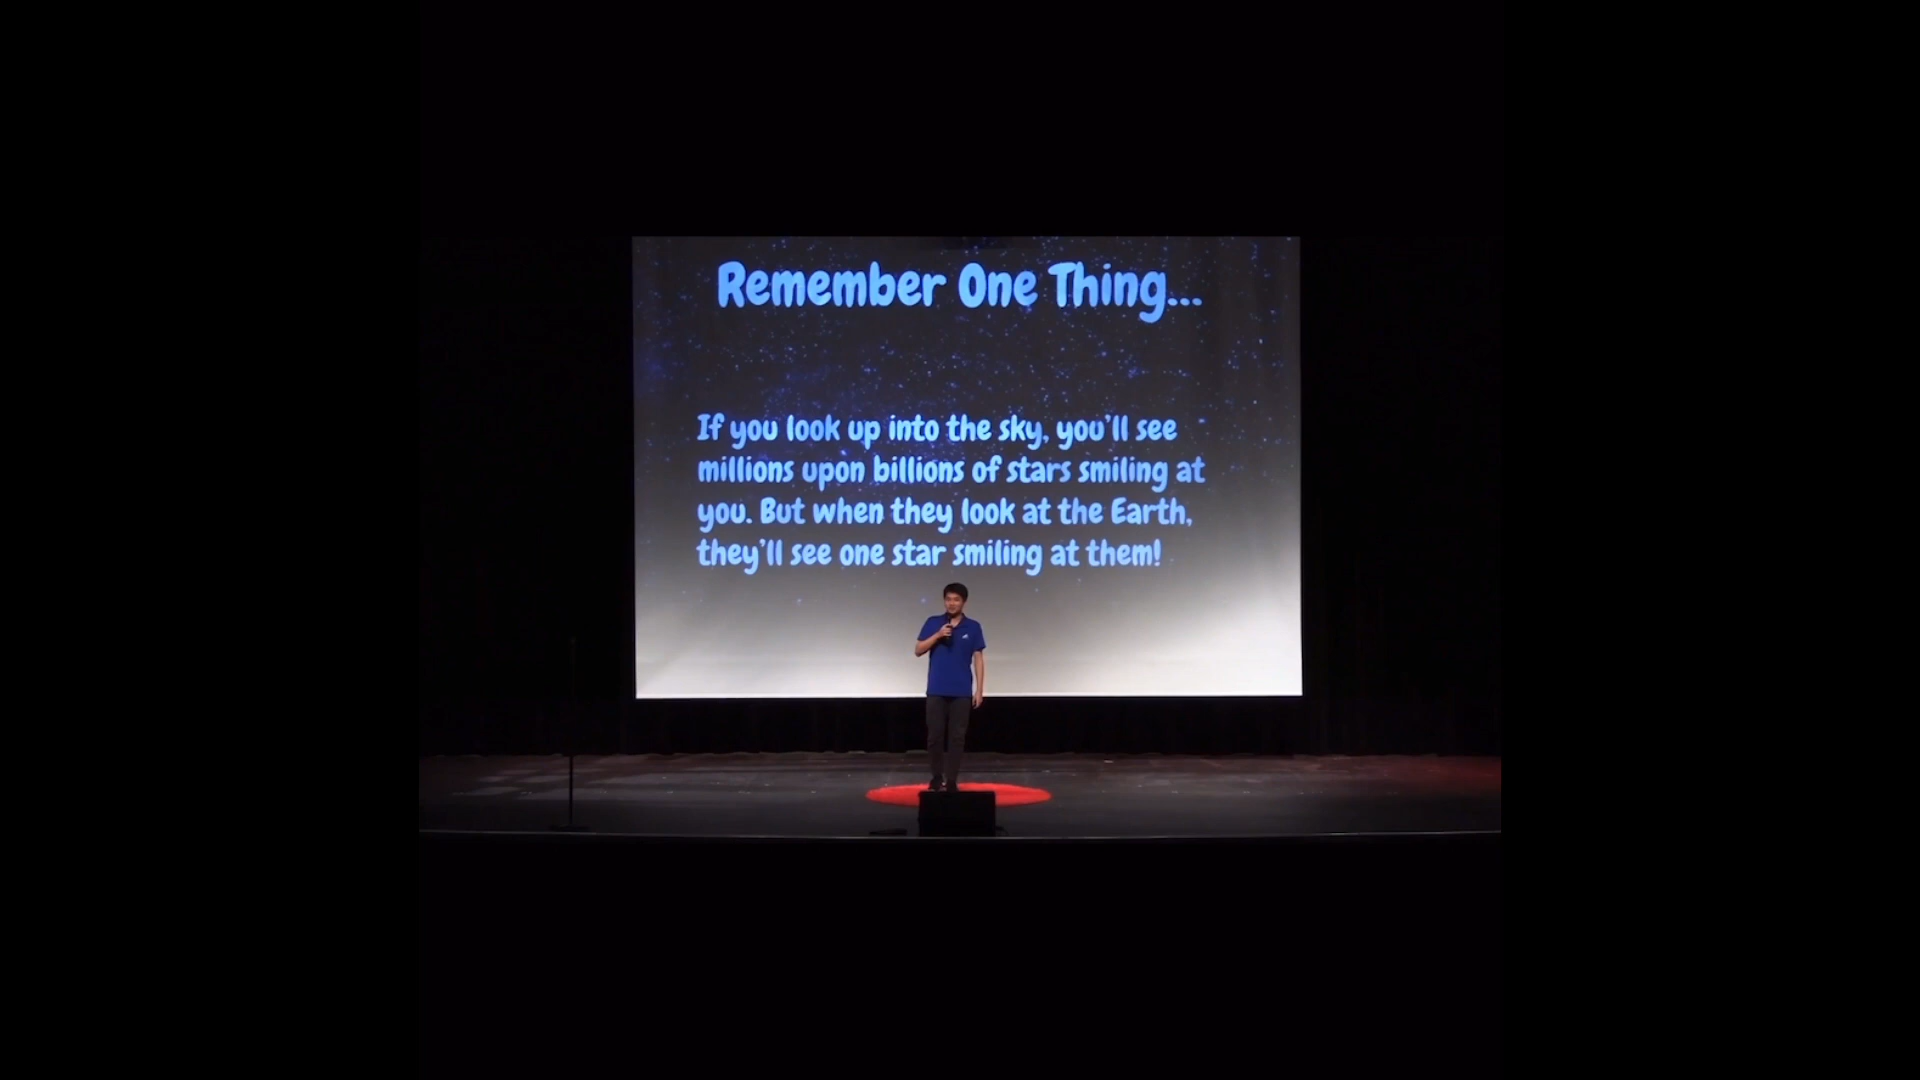 Remember One Thing...
If you look up into the sky, you'll see
millions upon billions of stars smiling at
you. But when they look at the Earth,
they'll see one star smiling at them!